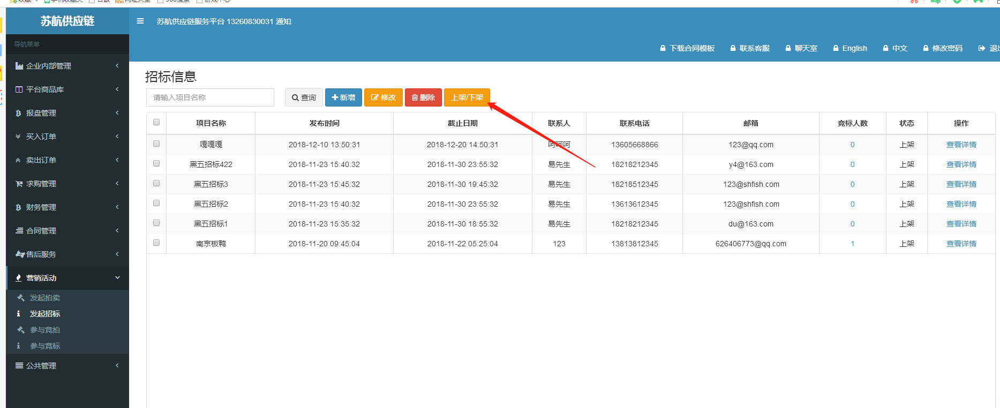 苏航供应链
苏航供应链服务平台 13260830031 通知:
下载合同模板 联系客服 聊天室 English 中文 修改密码
导航菜单
企业内部管理
平台商品库
报盘管理
买入订单
卖出订单
求购管理
财务管理
合同管理
售后服务
营销活动
发起拍卖
发起招标
参与竞拍
参与竞标
公共管理
招标信息
请输入项目名称 查询 新增 修改 删除 上架/下架
项目名称 发布时间 截止日期 联系人 联系电话 邮箱 竞标人数 状态 操作
嘎嘎嘎 2018-12-10 13:50:31 2018-12-20 14:50:31 呵呵呵 13605668866 123@qq.com 0 上架 查看详情
黑五招标422 2018-11-23 15:40:32 2018-11-30 23:55:32 易先生 18218212345 y4@163.com 0 上架 查看详情
黑五招标3 2018-11-23 15:45:32 2018-11-30 19:45:32 易先生 18218512345 123@shfish.com 0 上架 查看详情
黑五招标2 2018-11-23 15:40:32 2018-11-30 23:55:32 易先生 13613612345 123@shfish.com 0 上架 查看详情
黑五招标1 2018-11-23 15:35:32 2018-11-30 18:55:32 易先生 18218212345 du@163.com 0 上架 查看详情
南京板鸭 2018-11-20 09:45:04 2018-11-22 05:25:04 123 13813812345 626406773@qq.com 1 上架 查看详情